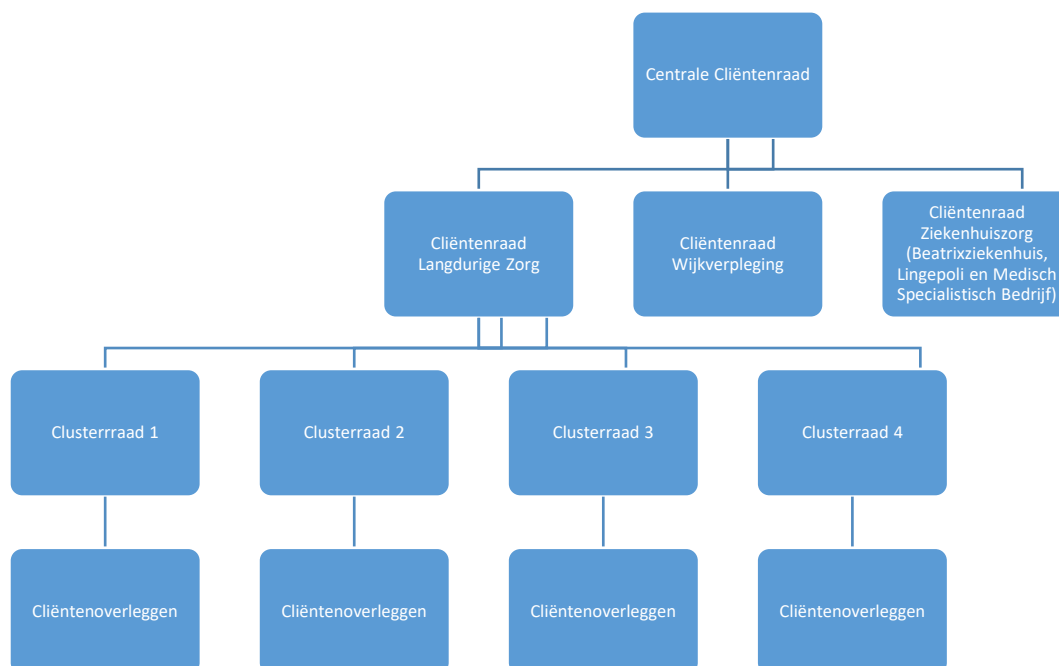 Centrale Cliëntenraad
Cliëntenraad
Langdurige Zorg
Cliëntenraad
Wijkverpleging
Cliëntenraad
Ziekenhuiszorg
(Beatrixziekenhuis,
Lingepoli en Medisch
Specialistisch Bedrijf)
Clusterrraad 1
Clusterraad 2
Clusterraad 3
Clusterraad 4
Cliëntenoverleggen
Cliëntenoverleggen
Cliëntenoverleggen
Cliëntenoverleggen